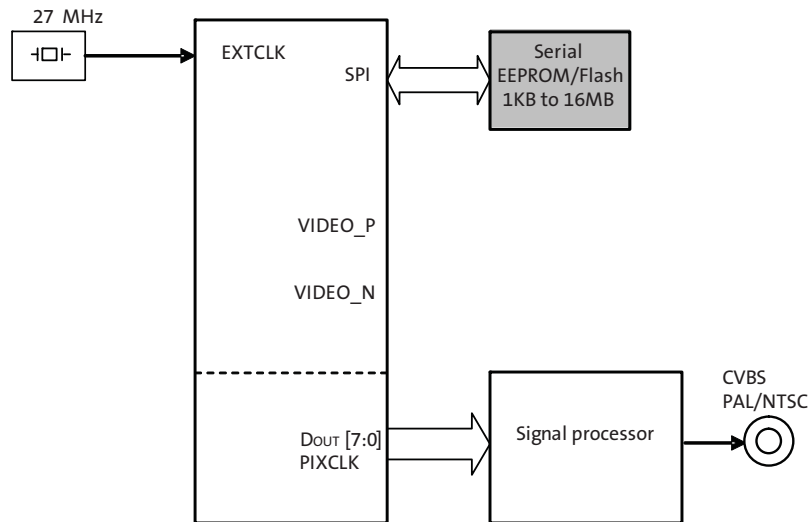 27 MHz
EXTCLK
SPI
Serial
EEPROM/Flash
1KB to 16MB
VIDEO_P
VIDEO_N
DOUT [7:0]
PIXCLK
Signal processor
CVBS
PAL/NTSC